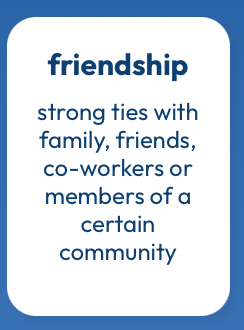 friendship
strong ties with
family, friends,
co-workers or
members of a
certain
community